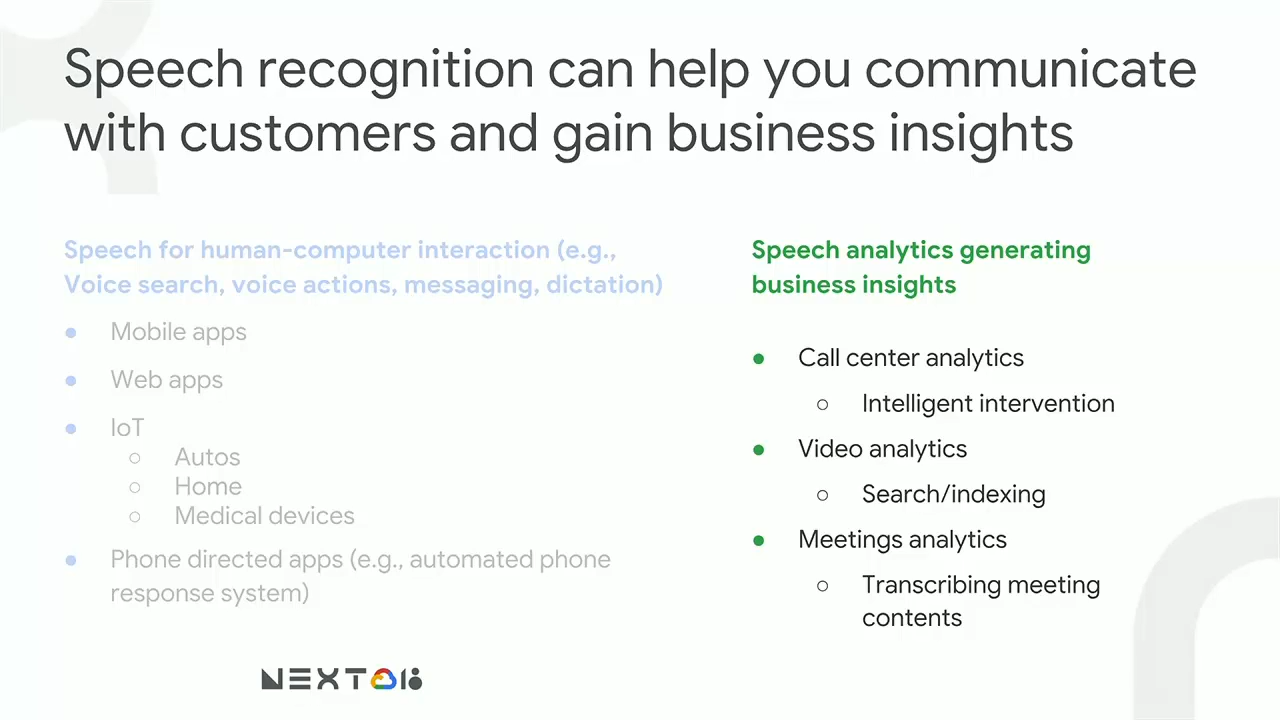 Speech recognition can help you communicate
with customers and gain business insights
Speech for human-computer interaction (e.g.,
Voice search, voice actions, messaging, dictation)
● Mobile apps
● Web apps
● IoT
○ Autos
○ Home
○ Medical devices
● Phone directed apps (e.g., automated phone
response system)
Speech analytics generating
business insights
● Call center analytics
○ Intelligent intervention
● Video analytics
○ Search/indexing
● Meetings analytics
○ Transcribing meeting
contents
NEXT 18